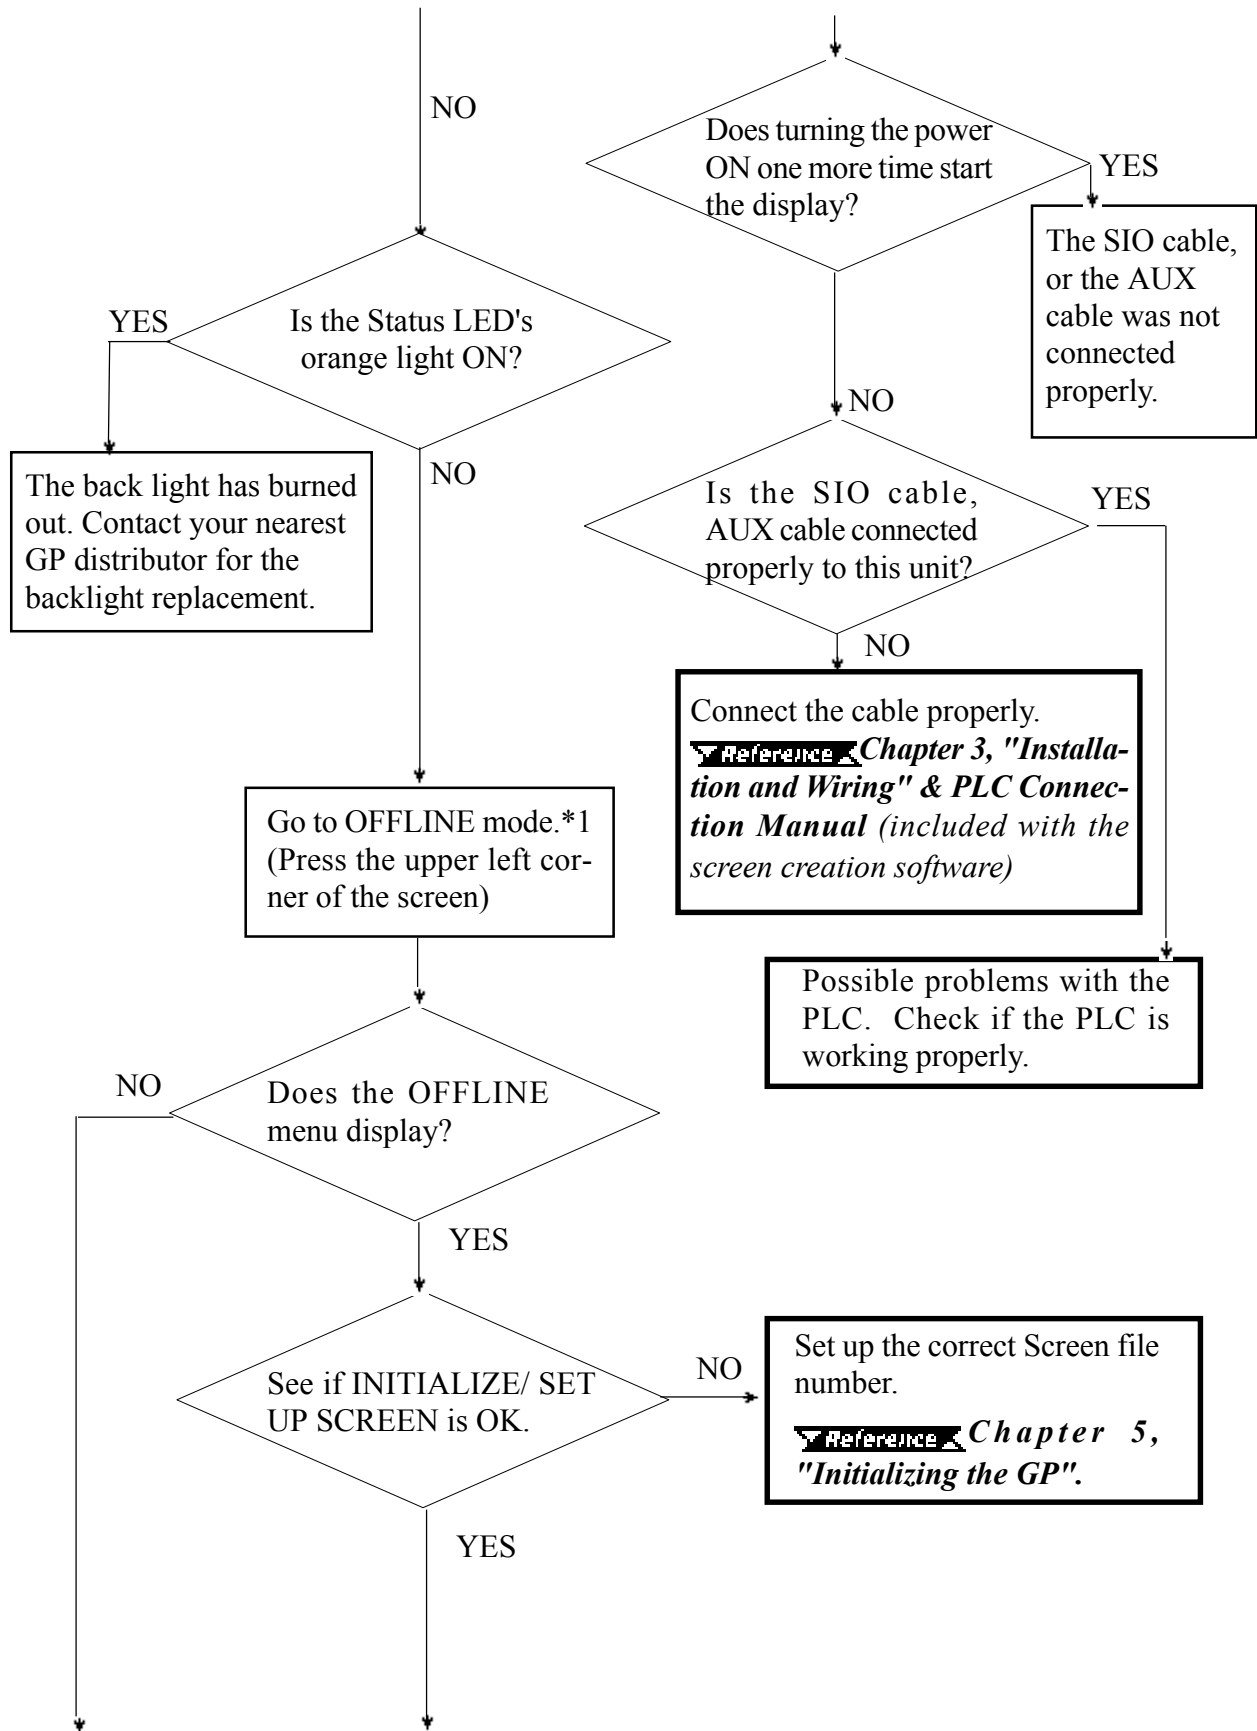 NO
Does turning the power
ON one more time start
the display?
YES
The SIO cable,
or the AUX
cable was not
connected
properly.
YES
Is the Status LED's
orange light ON?
NO
NO
The back light has burned
out. Contact your nearest
GP distributor for the
backlight replacement.
Is the SIO cable,
AUX cable connected
properly to this unit?
YES
NO
Connect the cable properly.
Reference Chapter 3, "Installa-
tion and Wiring" & PLC Connec-
tion Manual (included with the
screen creation software)
Go to OFFLINE mode.*1
(Press the upper left cor-
ner of the screen)
Possible problems with the
PLC. Check if the PLC is
working properly.
NO
Does the OFFLINE
menu display?
YES
See if INITIALIZE/ SET
UP SCREEN is OK.
NO
Set up the correct Screen file
number.
Reference Chapter 5,
"Initializing the GP".
YES